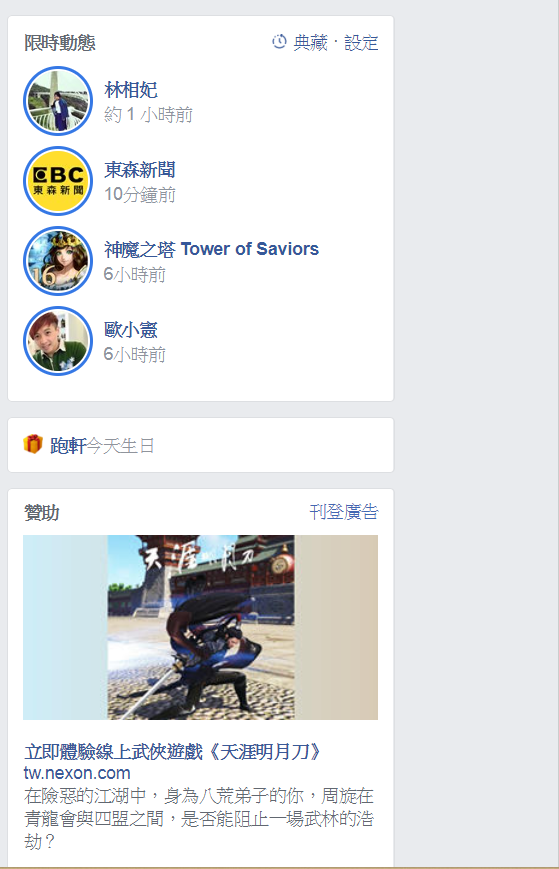 限時動態
典藏 · 設定
林相妃
約 1 小時前
EBC
東森新聞
東森新聞
10分鐘前
16
神魔之塔 Tower of Saviors
6小時前
歐小憲
6小時前
跑軒今天生日
贊助
刊登廣告
天涯明月刀
立即體驗線上武俠遊戲《天涯明月刀》
tw.nexon.com
在險惡的江湖中，身為八荒弟子的你，周旋在
青龍會與四盟之間，是否能阻止一場武林的浩
劫？